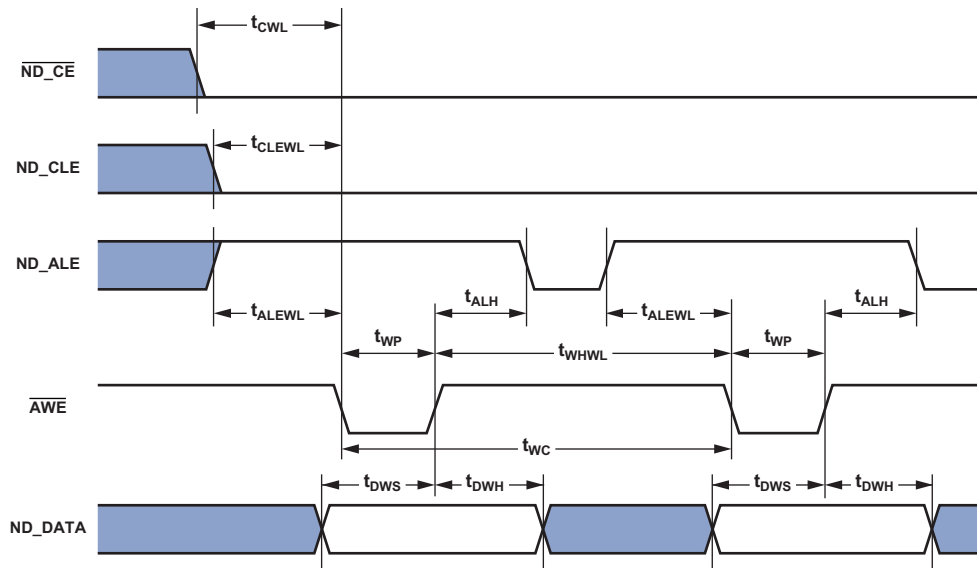 tCWL
ND_CE
tCLEWL
ND_CLE
ND_ALE
tALH
tALEWL
tALH
tALEWL
tWP
tWHWL
tWP
AWE
tWC
tDWS
tDWH
tDWS
tDWH
ND_DATA